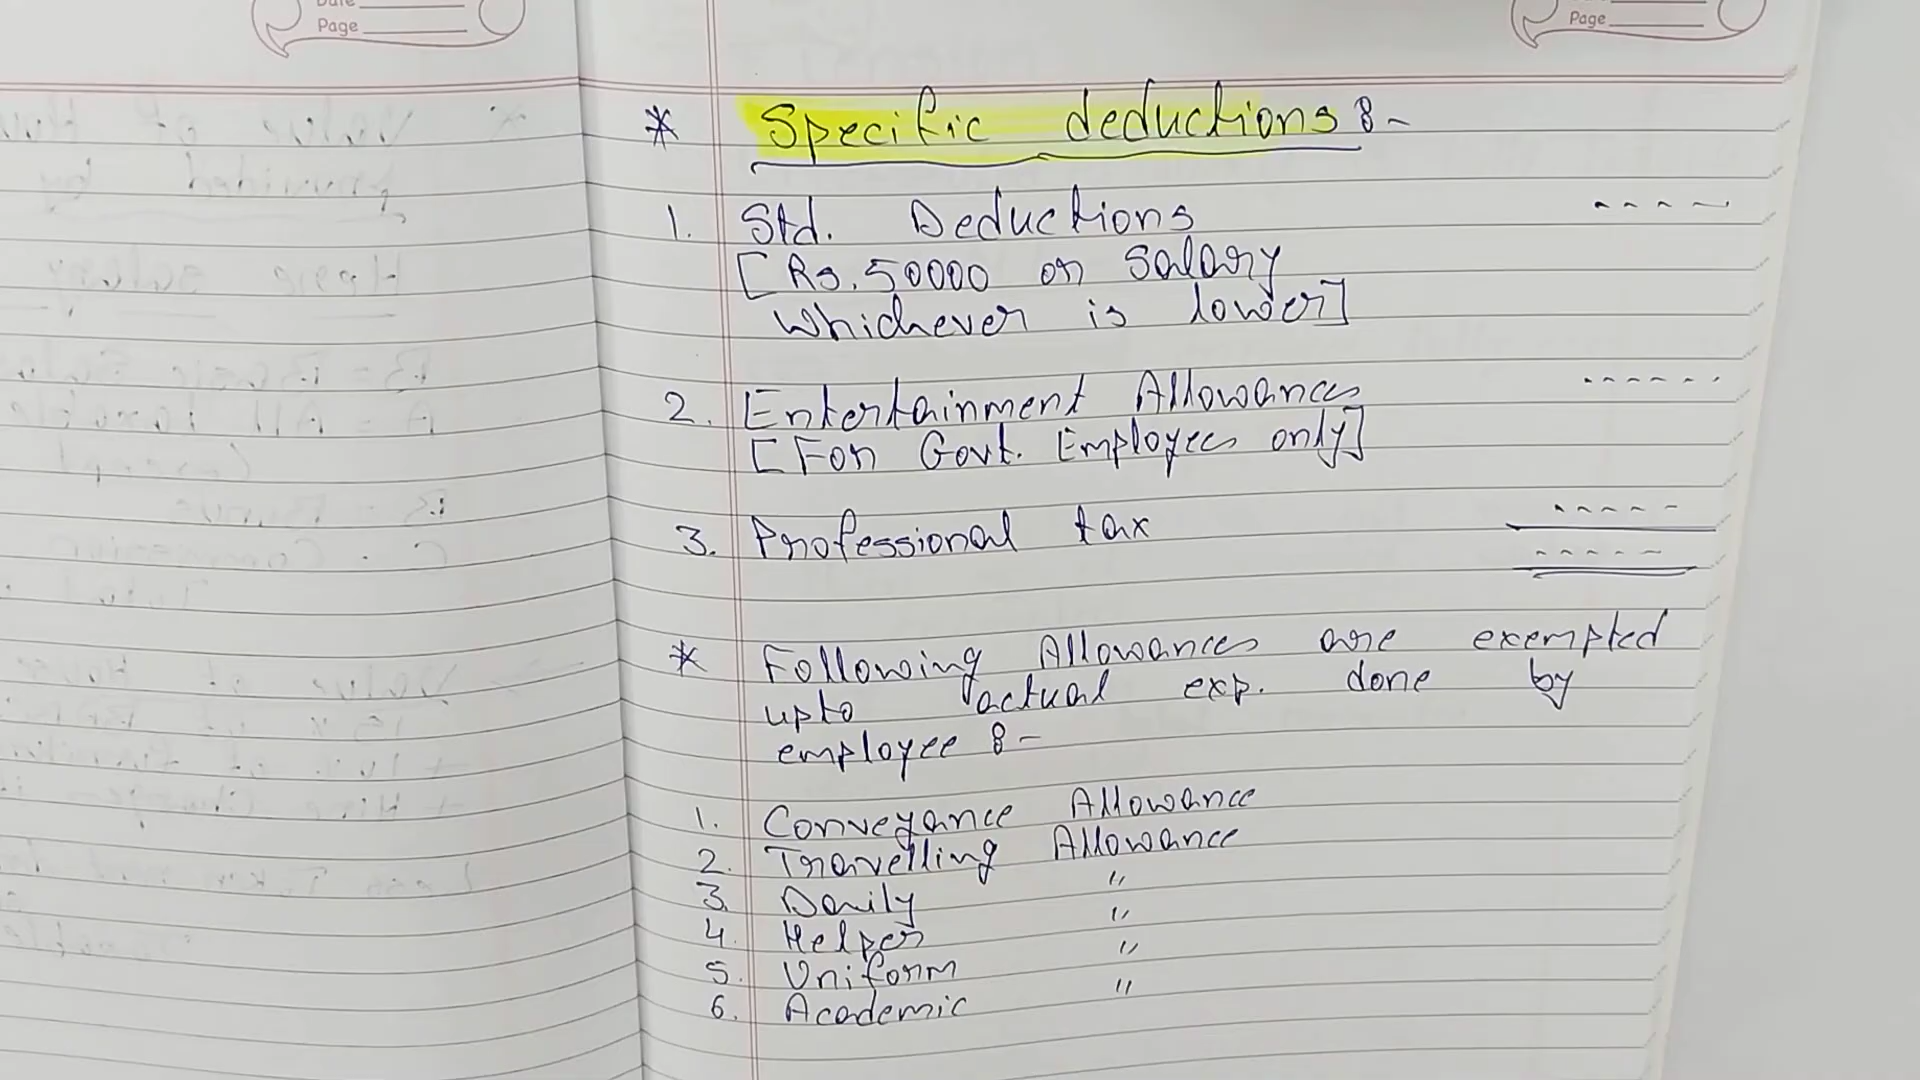 Date
Page
Page
* Specific deductions :-
1. Std. Deductions
[Rs. 50000 or salary
whichever is lower]
2. Entertainment Allowances
[For Govt. Employees only]
3. Professional tax
* Following Allowances are exempted
upto actual exp. done by
employee :-
1. Conveyance Allowance
2. Travelling Allowance
3. Daily "
4. Helper "
5. Uniform "
6. Academic "